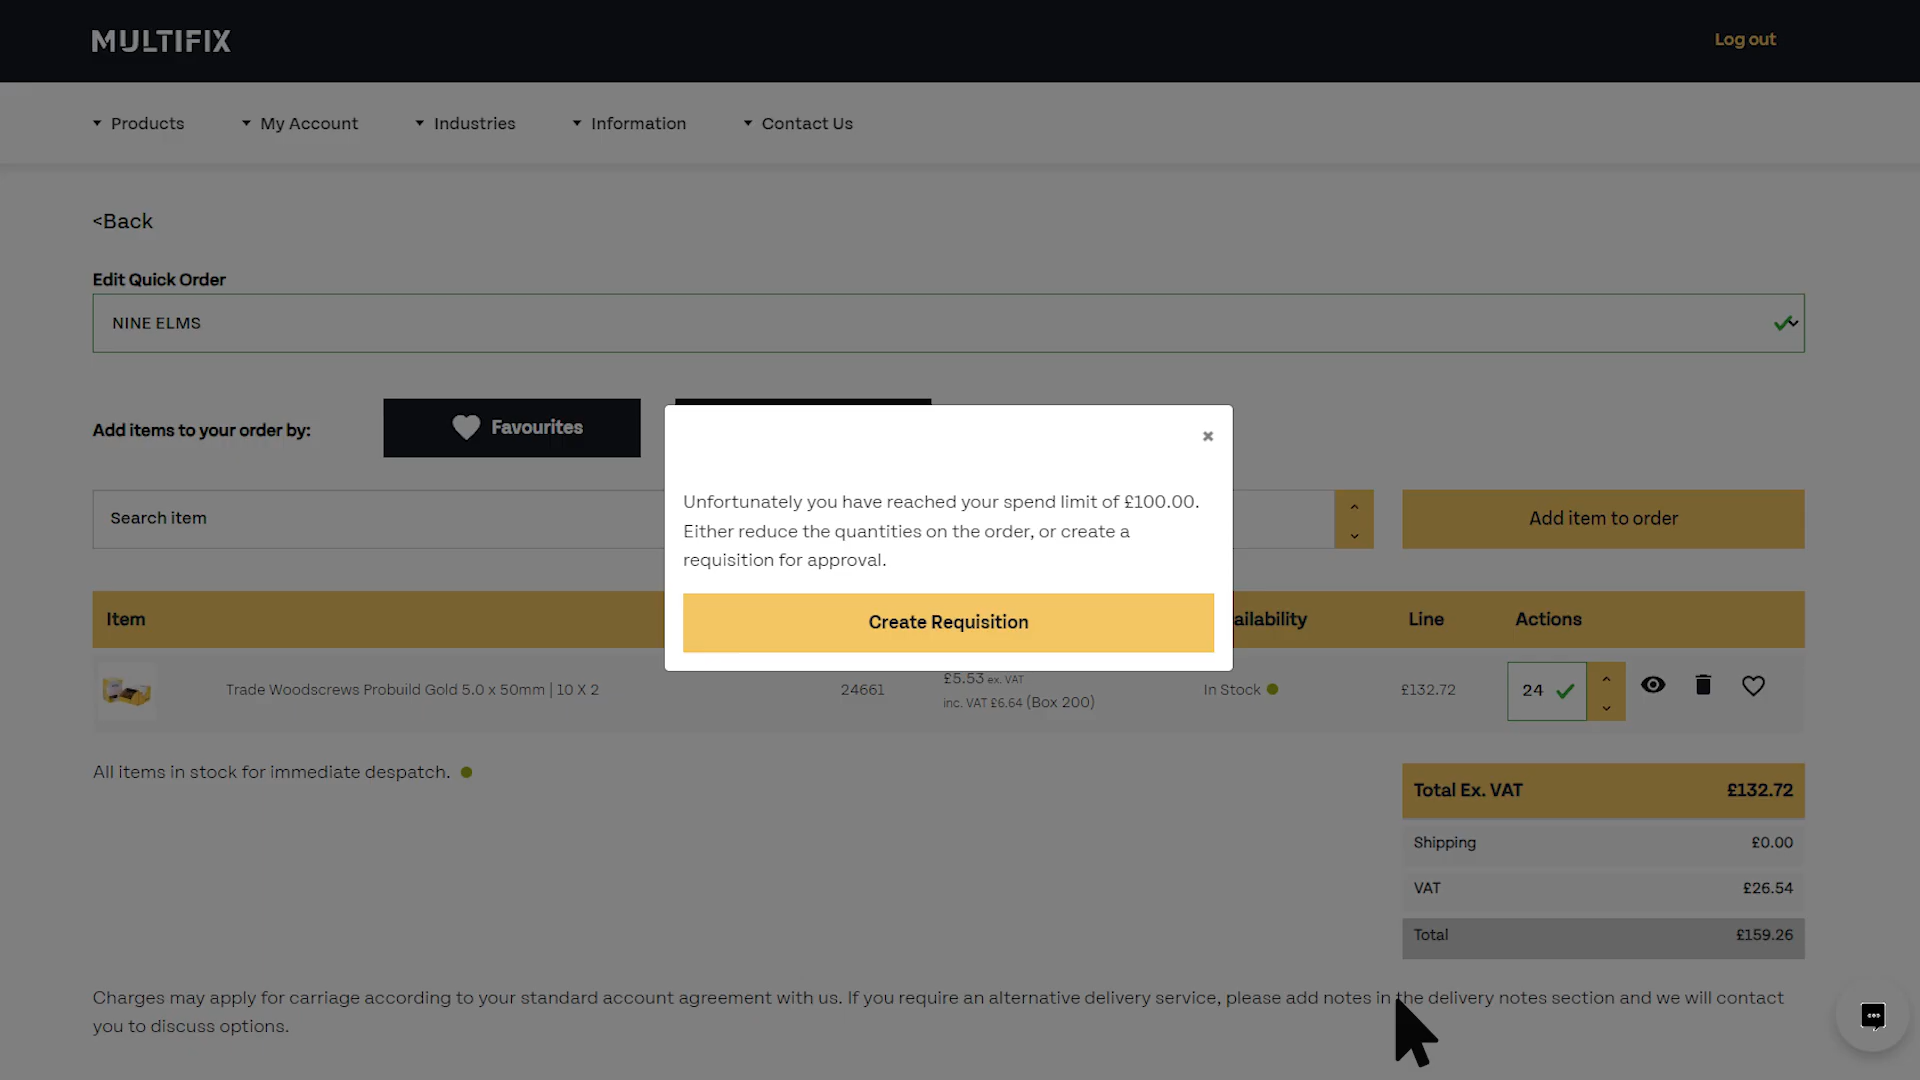 MULTIFIX
Log out
Products
My Account
Industries
Information
Contact Us
<Back
Edit Quick Order
NINE ELMS
Add items to your order by:
Favourites
Unfortunately you have reached your spend limit of £100.00.
Either reduce the quantities on the order, or create a
requisition for approval.
Create Requisition
Search item
Add item to order
Item
ailability
Line
Actions
Trade Woodscrews Probuild Gold 5.0 x 50mm | 10 X 2
24661
£5.53 ex. VAT
inc. VAT £6.64 (Box 200)
In Stock
£132.72
24
All items in stock for immediate despatch.
Total Ex. VAT £132.72
Shipping £0.00
VAT £26.54
Total £159.26
Charges may apply for carriage according to your standard account agreement with us. If you require an alternative delivery service, please add notes in the delivery notes section and we will contact
you to discuss options.